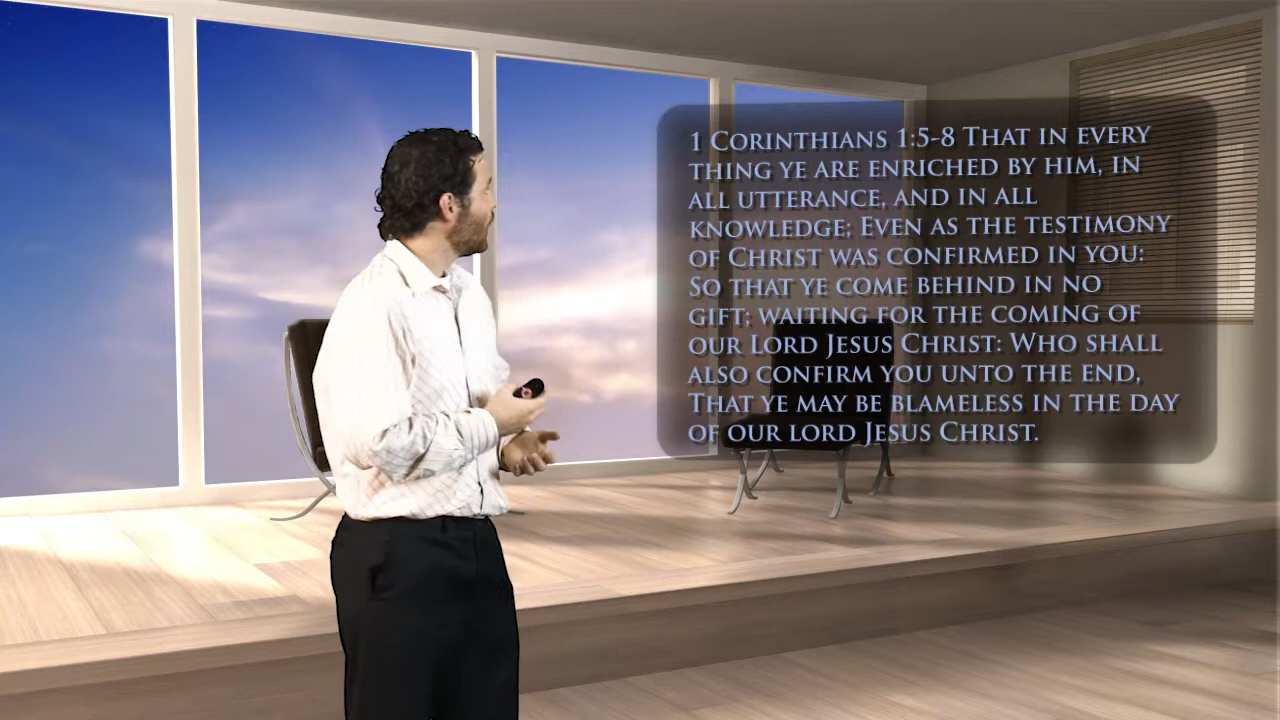 1 Corinthians 1:5-8 That in every
thing ye are enriched by him, in
all utterance, and in all
knowledge; Even as the testimony
of Christ was confirmed in you:
So that ye come behind in no
gift; waiting for the coming of
our Lord Jesus Christ: Who shall
also confirm you unto the end,
That ye may be blameless in the day
of our lord Jesus Christ.